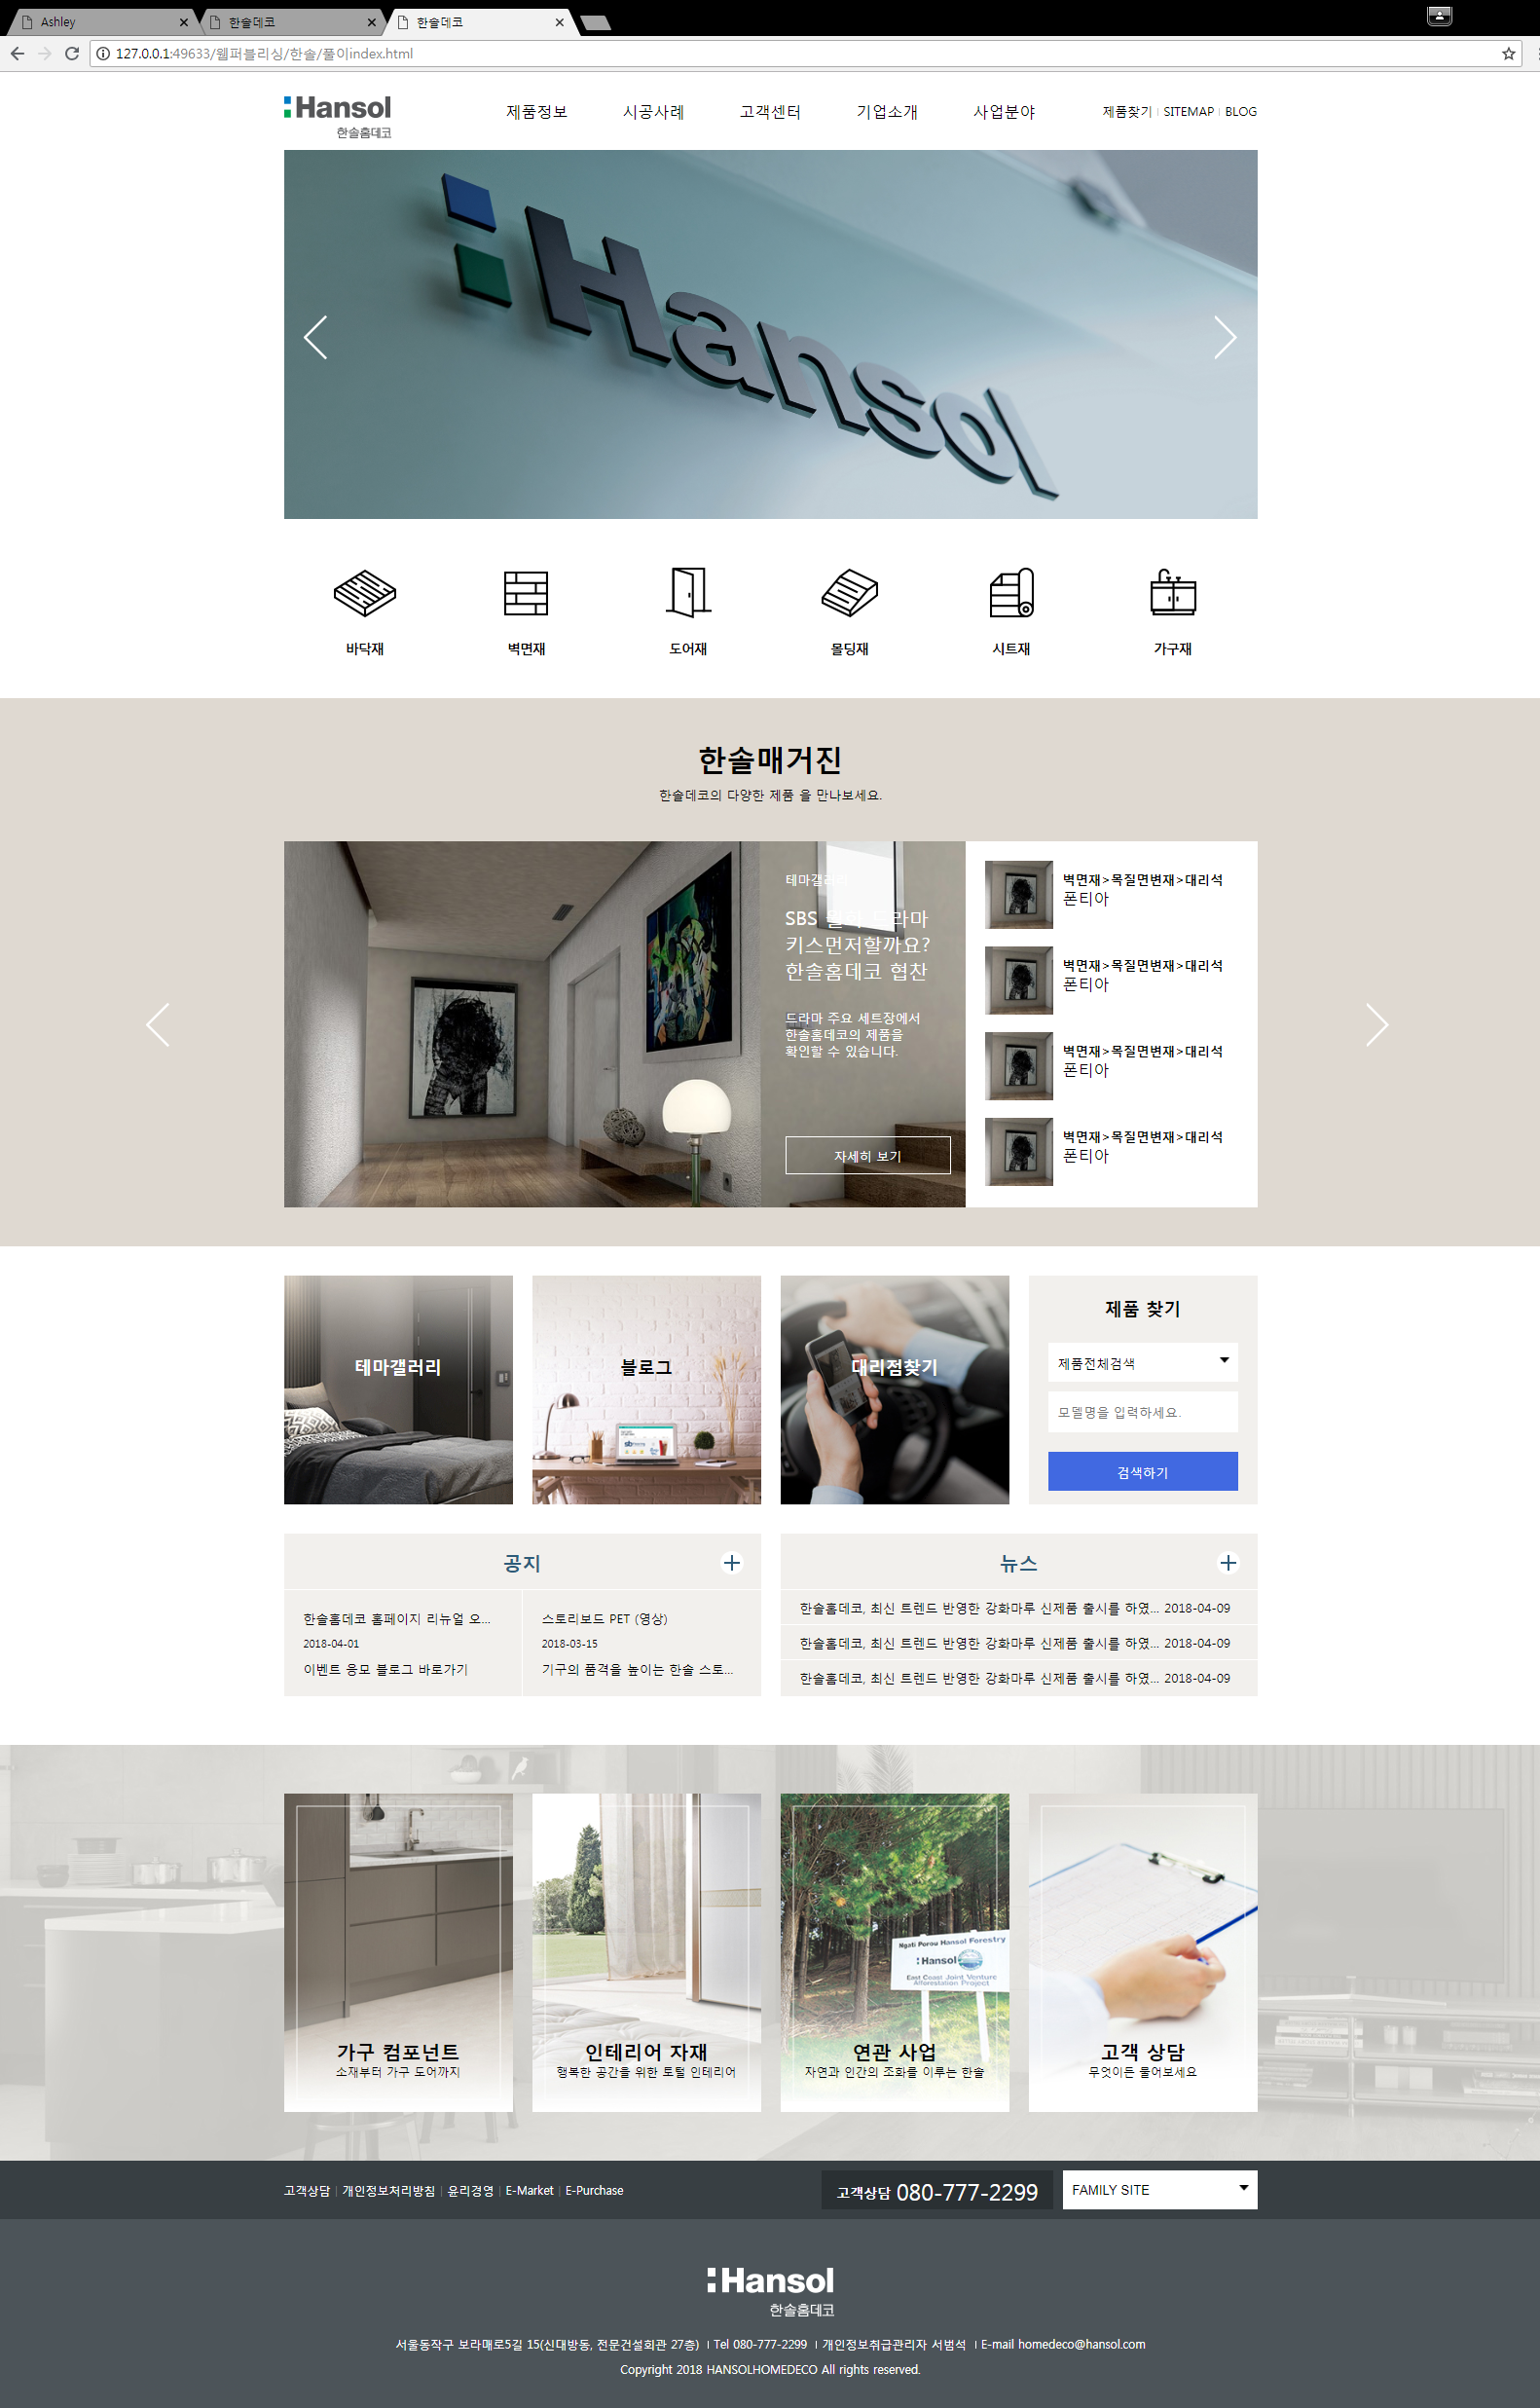 Ashley
한솔데코
한솔데코
127.0.0.1:49633/웹퍼블리싱/한솔/풀이index.html
Hansol
한솔홈데코
제품정보 시공사례 고객센터 기업소개 사업분야
제품찾기 SITEMAP BLOG
Hansol
바닥재 벽면재 도어재 몰딩재 시트재 가구재
한솔매거진
한솔데코의 다양한 제품 을 만나보세요.
테마갤러리
SBS 월턱 드라마
키스먼저할까요?
한솔홈데코 협찬
드라마 주요 세트장에서
한솔홈데코의 제품을
확인할 수 있습니다.
자세히 보기
벽면재>목질면변재>대리석
폰티아
벽면재>목질면변재>대리석
폰티아
벽면재>목질면변재>대리석
폰티아
벽면재>목질면변재>대리석
폰티아
테마갤러리
블로그
대리점찾기
제품 찾기
제품전체검색
모델명을 입력하세요.
검색하기
공지
한솔홈데코 홈페이지 리뉴얼 오...
2018-04-01
이벤트 응모 블로그 바로가기
스토리보드 PET (영상)
2018-03-15
기구의 품격을 높이는 한솔 스토...
뉴스
한솔홈데코, 최신 트렌드 반영한 강화마루 신제품 출시를 하였... 2018-04-09
한솔홈데코, 최신 트렌드 반영한 강화마루 신제품 출시를 하였... 2018-04-09
한솔홈데코, 최신 트렌드 반영한 강화마루 신제품 출시를 하였... 2018-04-09
가구 컴포넌트
소재부터 가구 도어까지
인테리어 자재
행복한 공간을 위한 토털 인테리어
Ngati Porou Hansol Forestry
Hansol
East Coast Joint Venture
Afforestation Project
연관 사업
자연과 인간의 조화를 이루는 한솔
고객 상담
무엇이든 물어보세요
고객상담 | 개인정보처리방침 | 윤리경영 | E-Market | E-Purchase
고객상담 080-777-2299
FAMILY SITE
Hansol
한솔홈데코
서울동작구 보라매로5길 15(신대방동, 전문건설회관 27층) | Tel 080-777-2299 | 개인정보취급관리자 서범석 | E-mail homedeco@hansol.com
Copyright 2018 HANSOLHOMEDECO All rights reserved.